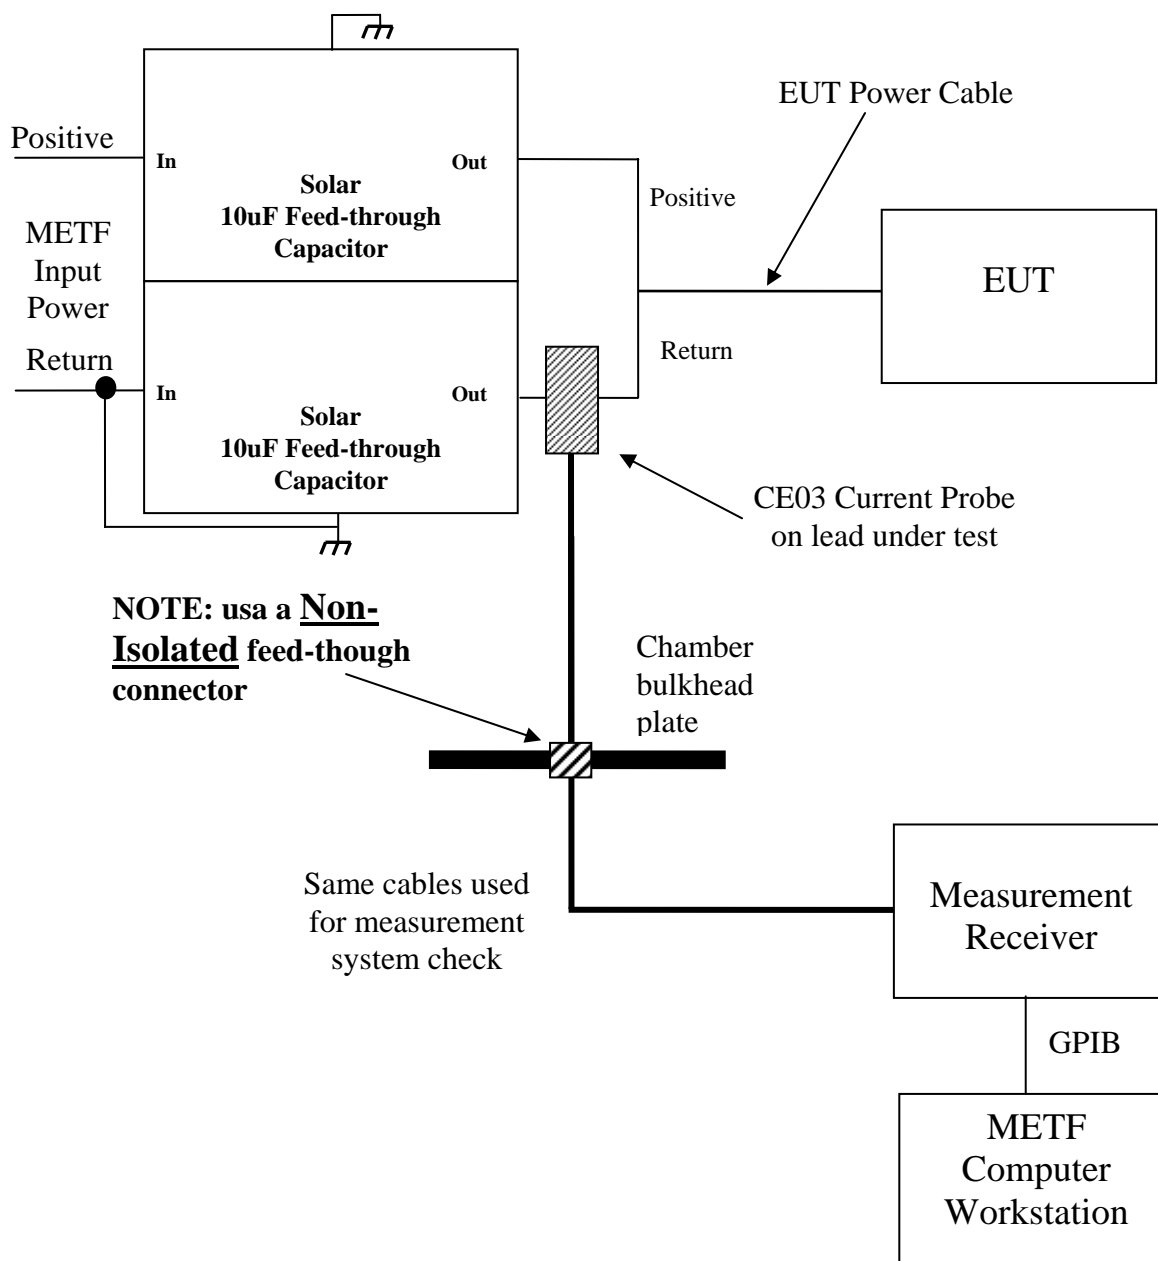 EUT Power Cable
Positive
In
Out
Solar
10uF Feed-through
Capacitor
Positive
METF
Input
Power
EUT
Return
Return
In
Out
Solar
10uF Feed-through
Capacitor
CE03 Current Probe
on lead under test
NOTE: usa a Non-
Isolated feed-though
connector
Chamber
bulkhead
plate
Same cables used
for measurement
system check
Measurement
Receiver
GPIB
METF
Computer
Workstation